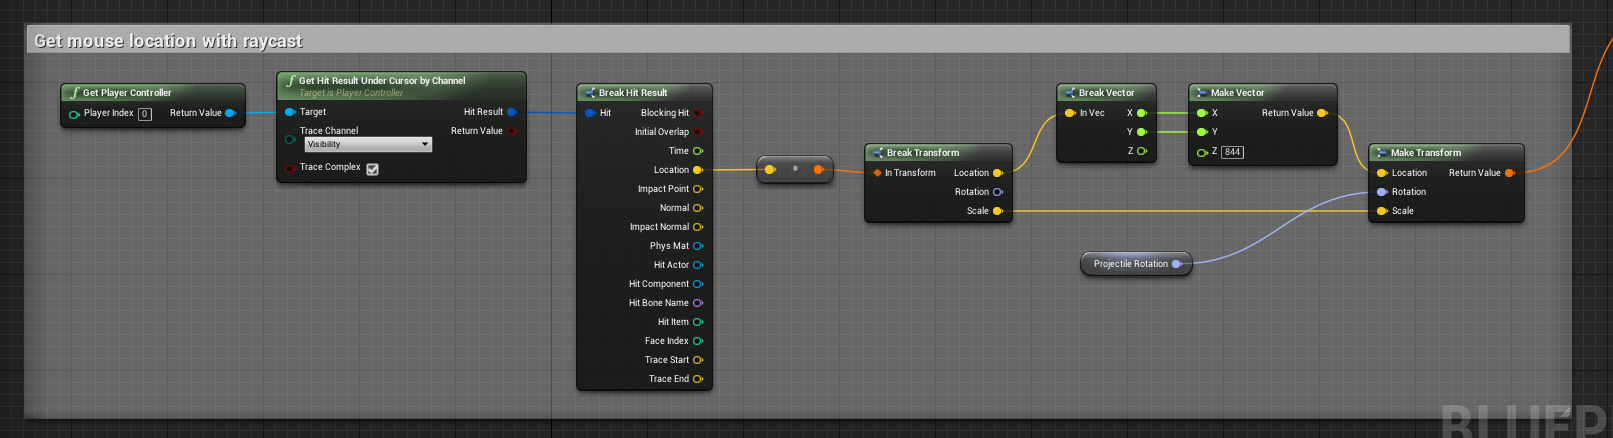 Get mouse location with raycast
Get Player Controller
Player Index 0 Return Value
Get Hit Result Under Cursor by Channel
Target is Player Controller
Target Hit Result
Trace Channel Return Value
Visibility
Trace Complex
Break Hit Result
Hit Blocking Hit
Initial Overlap
Time
Location
Impact Point
Normal
Impact Normal
Phys Mat
Hit Actor
Hit Component
Hit Bone Name
Hit Item
Face Index
Trace Start
Trace End
Break Transform
In Transform Location
Rotation
Scale
Break Vector
In Vec X
Y
Z
Make Vector
X Return Value
Y
Z 844
Projectile Rotation
Make Transform
Location Return Value
Rotation
Scale
BLUEP